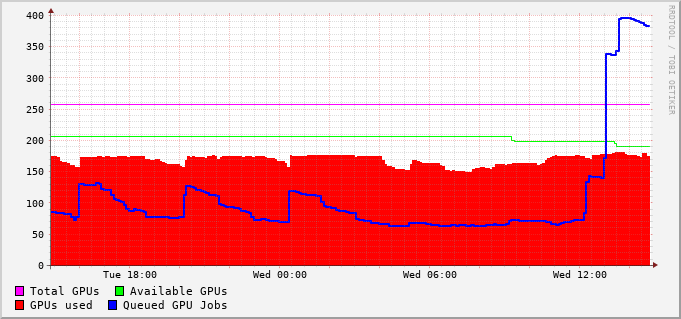 RRDTOOL / TOBI OETIKER
400
350
300
250
200
150
100
50
0
Tue 18:00 Wed 00:00 Wed 06:00 Wed 12:00
Total GPUs Available GPUs
GPUs used Queued GPU Jobs